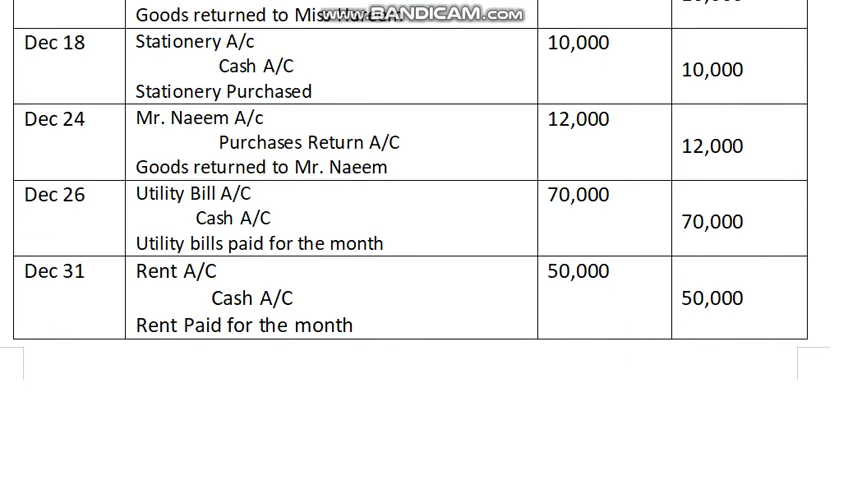 Goods returned to Miss
www.BANDICAM.com
Dec 18
Stationery A/c
10,000
Cash A/C
10,000
Stationery Purchased
Dec 24
Mr. Naeem A/c
12,000
Purchases Return A/C
12,000
Goods returned to Mr. Naeem
Dec 26
Utility Bill A/C
70,000
Cash A/C
70,000
Utility bills paid for the month
Dec 31
Rent A/C
50,000
Cash A/C
50,000
Rent Paid for the month